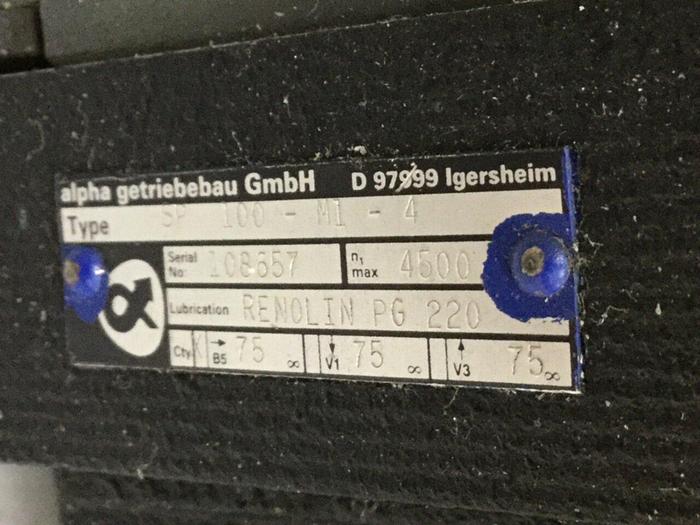 alpha getriebebau GmbH D 97999 Igersheim
Type SP 100 - M1 - 4
Serial No: 108657 n1 max 4500
Lubrication RENOLIN PG 220
Cty K → B5 75 ∞ ↓ V1 75 ∞ ↑ V3 75 ∞